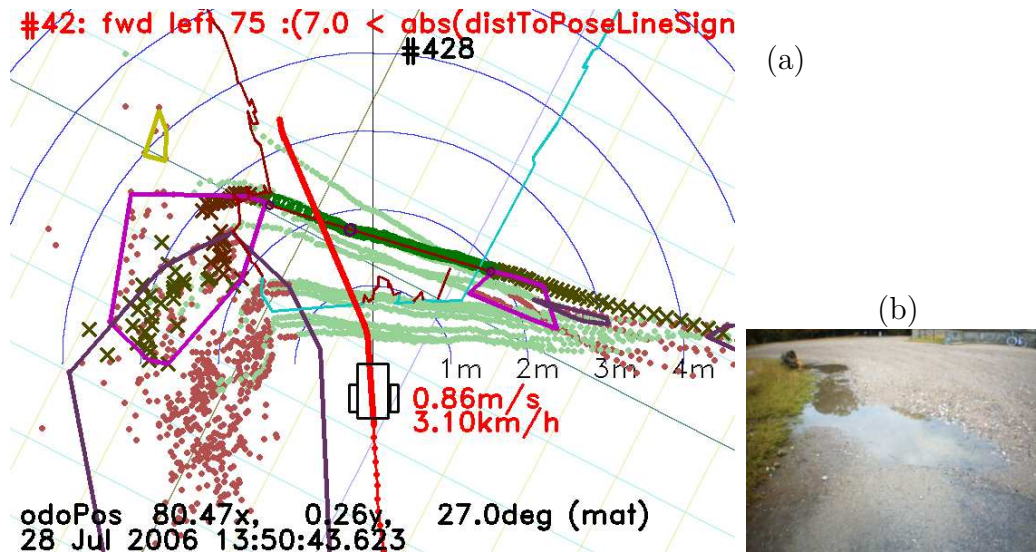 #42: fwd left 75 :(7.0 < abs(distToPoseLineSign
#428
(a)
(b)
1m 2m 3m 4m
0.86m/s
3.10km/h
odoPos 80.47x, 0.26y, 27.0deg (mat)
28 Jul 2006 13:50:43.623